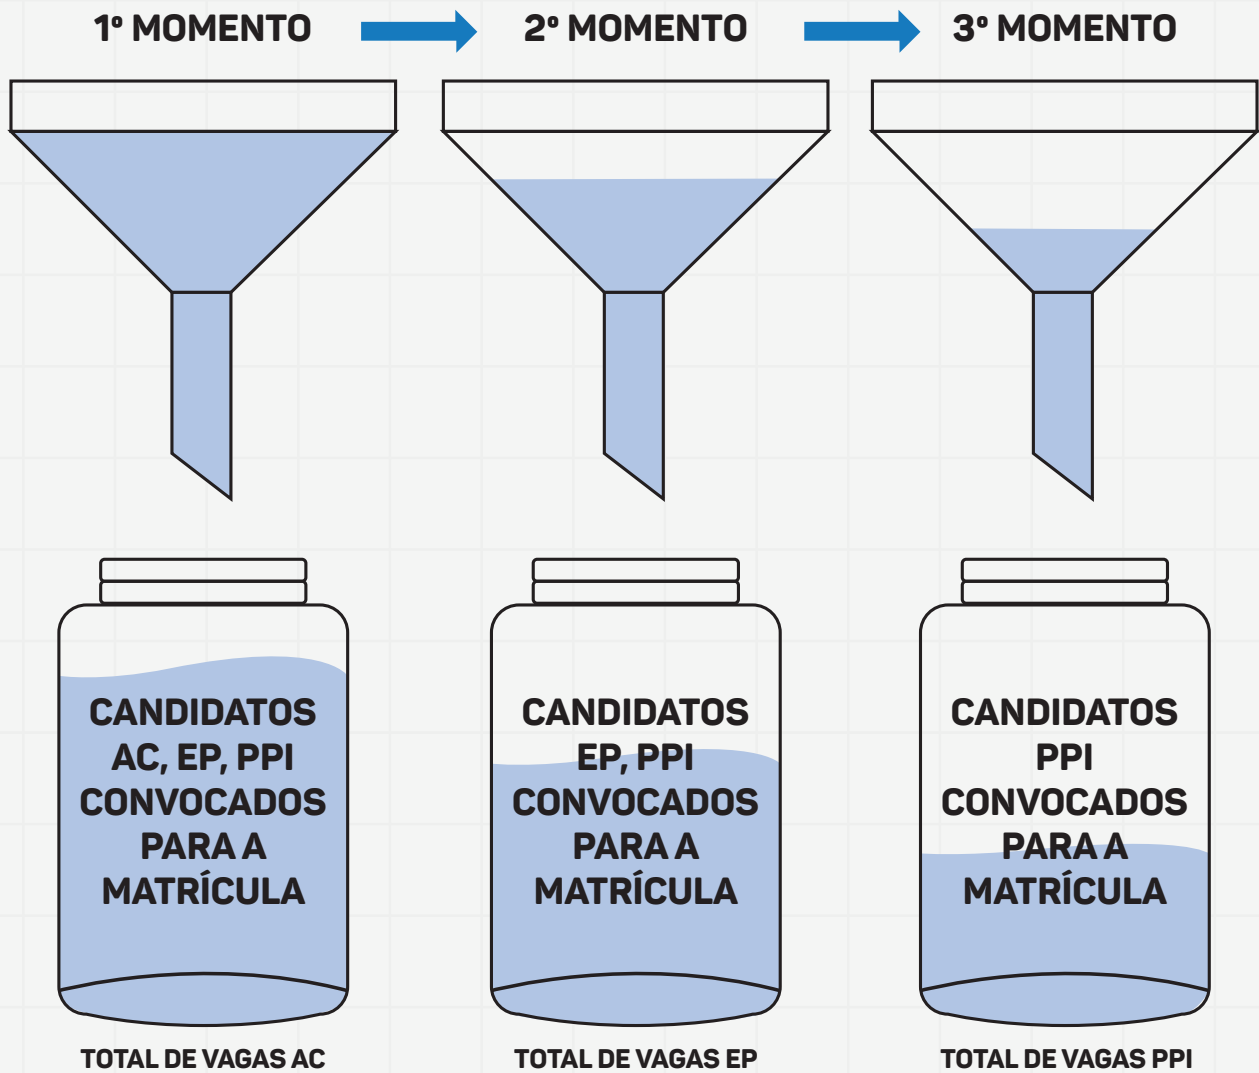 1º MOMENTO
2º MOMENTO
3º MOMENTO
CANDIDATOS
AC, EP, PPI
CONVOCADOS
PARA A
MATRÍCULA
CANDIDATOS
EP, PPI
CONVOCADOS
PARA A
MATRÍCULA
CANDIDATOS
PPI
CONVOCADOS
PARA A
MATRÍCULA
TOTAL DE VAGAS AC
TOTAL DE VAGAS EP
TOTAL DE VAGAS PPI